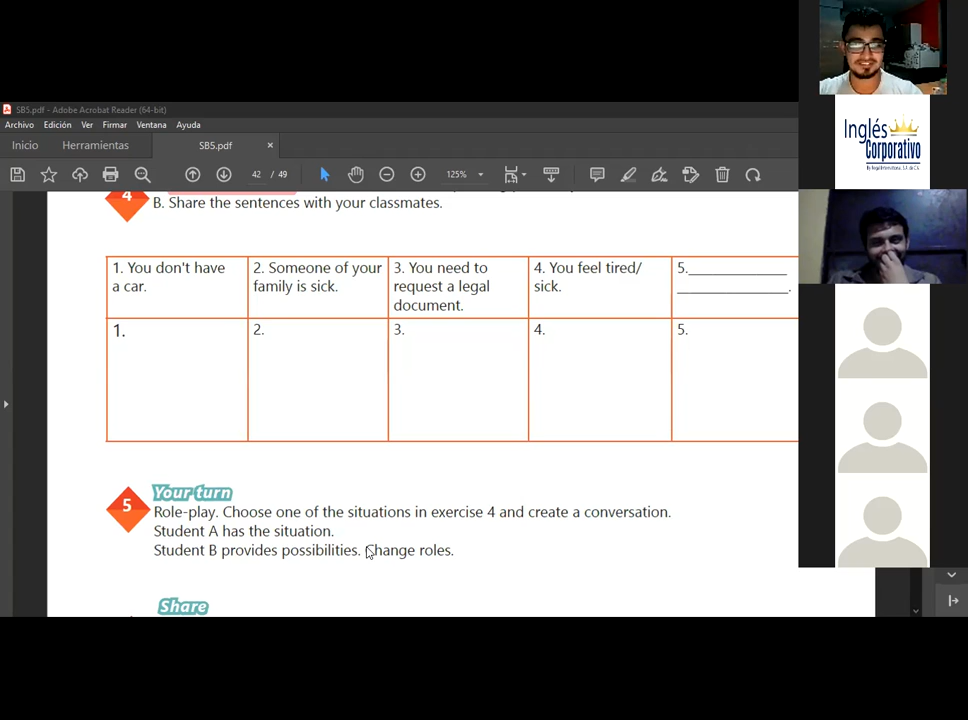 SB5.pdf - Adobe Acrobat Reader (64-bit)
Archivo Edición Ver Firmar Ventana Ayuda
Inicio Herramientas SB5.pdf ×
42 / 49 125%
4
B. Share the sentences with your classmates.
1. You don't have
a car.
2. Someone of your
family is sick.
3. You need to
request a legal
document.
4. You feel tired/
sick.
5.____________
______________.
1. 2. 3. 4. 5.
5
Your turn
Role-play. Choose one of the situations in exercise 4 and create a conversation.
Student A has the situation.
Student B provides possibilities. Change roles.
Share
Inglés
Corporativo